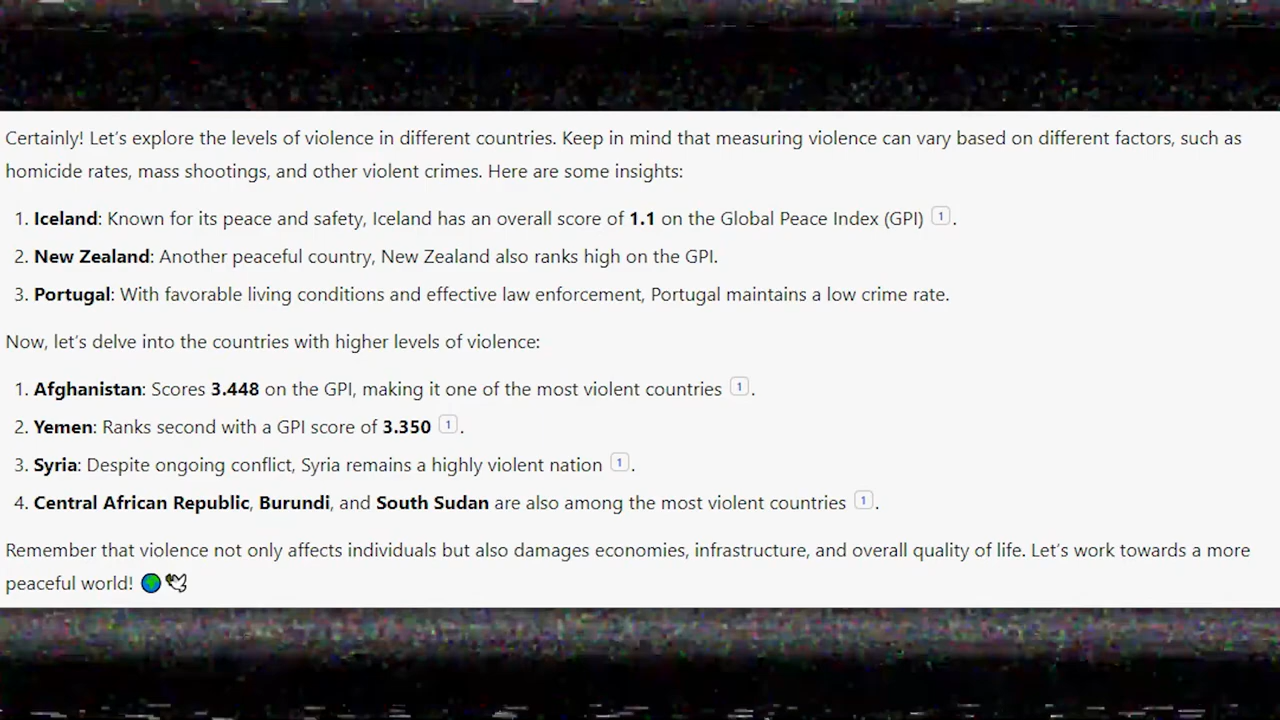 Certainly! Let's explore the levels of violence in different countries. Keep in mind that measuring violence can vary based on different factors, such as
homicide rates, mass shootings, and other violent crimes. Here are some insights:
1. Iceland: Known for its peace and safety, Iceland has an overall score of 1.1 on the Global Peace Index (GPI) 1.
2. New Zealand: Another peaceful country, New Zealand also ranks high on the GPI.
3. Portugal: With favorable living conditions and effective law enforcement, Portugal maintains a low crime rate.
Now, let's delve into the countries with higher levels of violence:
1. Afghanistan: Scores 3.448 on the GPI, making it one of the most violent countries 1.
2. Yemen: Ranks second with a GPI score of 3.350 1.
3. Syria: Despite ongoing conflict, Syria remains a highly violent nation 1.
4. Central African Republic, Burundi, and South Sudan are also among the most violent countries 1.
Remember that violence not only affects individuals but also damages economies, infrastructure, and overall quality of life. Let's work towards a more
peaceful world! 🌍🕊